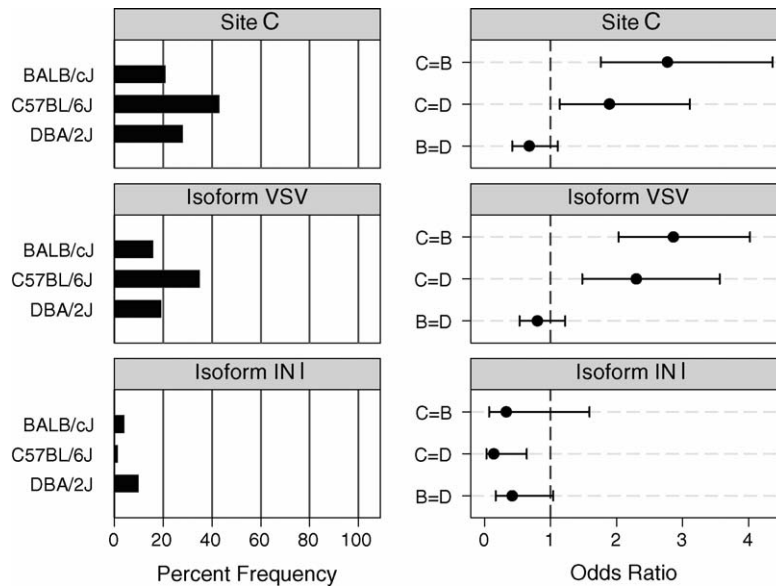 Site C
Site C
BALB/cJ
C57BL/6J
DBA/2J
C=B
C=D
B=D
Isoform VSV
Isoform VSV
BALB/cJ
C57BL/6J
DBA/2J
C=B
C=D
B=D
Isoform IN I
Isoform IN I
BALB/cJ
C57BL/6J
DBA/2J
C=B
C=D
B=D
0 20 40 60 80 100
0 1 2 3 4
Percent Frequency
Odds Ratio